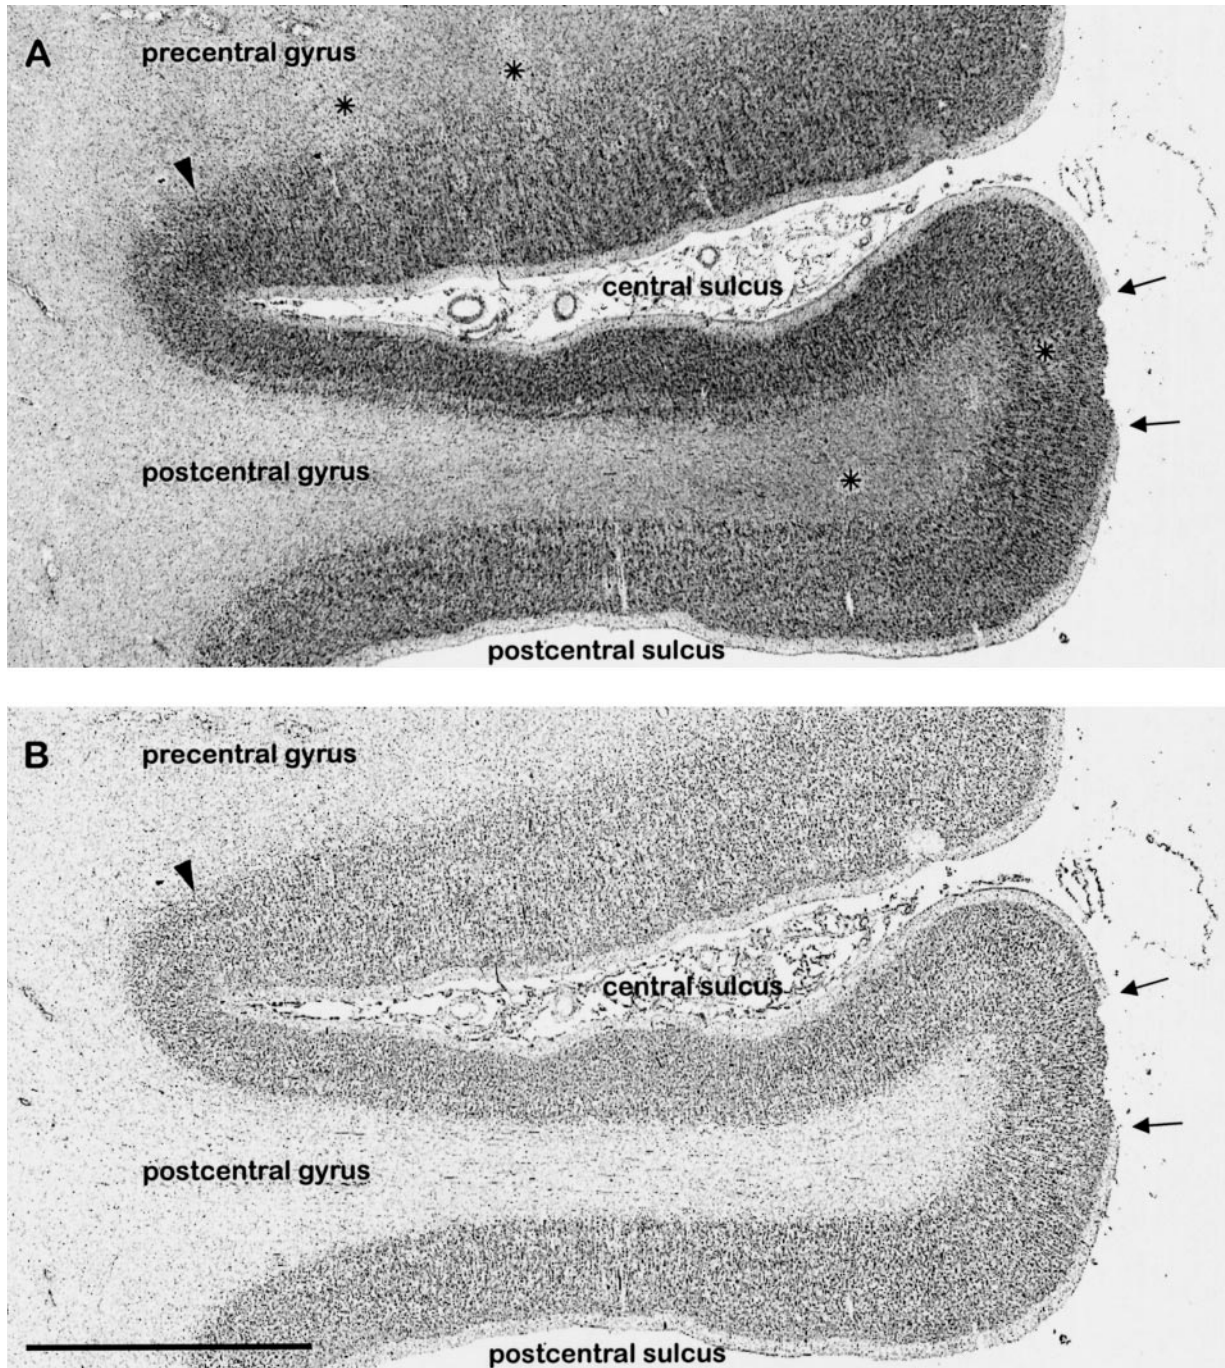 A
precentral gyrus
central sulcus
postcentral gyrus
postcentral sulcus
B
precentral gyrus
central sulcus
postcentral gyrus
postcentral sulcus